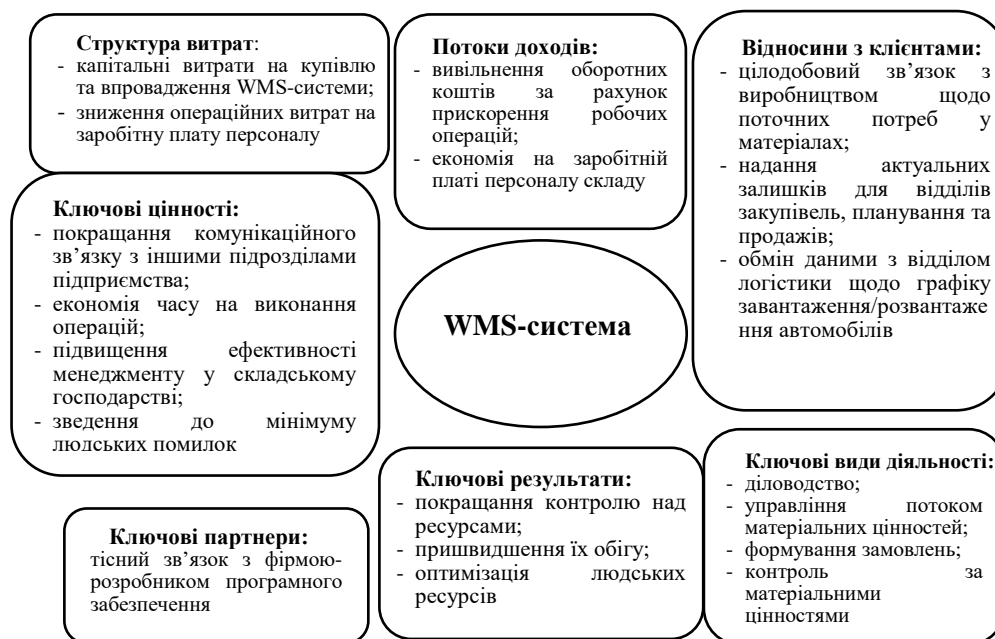 Структура витрат:
- капітальні витрати на купівлю
та впровадження WMS-системи;
- зниження операційних витрат на
заробітну плату персоналу
Потоки доходів:
- вивільнення оборотних
коштів за рахунок
прискорення робочих
операцій;
- економія на заробітній
платі персоналу складу
Відносини з клієнтами:
- цілодобовий зв’язок з
виробництвом щодо
поточних потреб у
матеріалах;
- надання актуальних
залишків для відділів
закупівель, планування та
продажів;
- обмін даними з відділом
логістики щодо графіку
завантаження/розвантаже
ння автомобілів
Ключові цінності:
- покращання комунікаційного
зв’язку з іншими підрозділами
підприємства;
- економія часу на виконання
операцій;
- підвищення ефективності
менеджменту у складському
господарстві;
- зведення до мінімуму
людських помилок
WMS-система
Ключові партнери:
тісний зв’язок з фірмою-
розробником програмного
забезпечення
Ключові результати:
- покращання контролю над
ресурсами;
- пришвидшення їх обігу;
- оптимізація людських
ресурсів
Ключові види діяльності:
- діловодство;
- управління потоком
матеріальних цінностей;
- формування замовлень;
- контроль за
матеріальними
цінностями